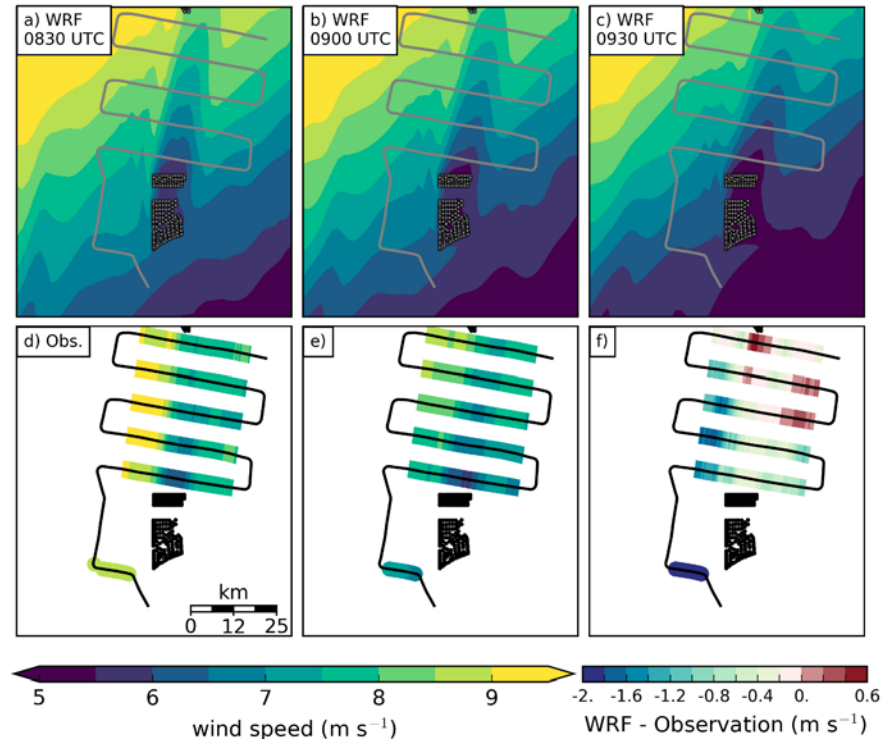 a) WRF
0830 UTC
b) WRF
0900 UTC
c) WRF
0930 UTC
d) Obs.
e)
f)
km
0 12 25
5 6 7 8 9
wind speed (m s⁻¹)
-2. -1.6 -1.2 -0.8 -0.4 0. 0.6
WRF - Observation (m s⁻¹)